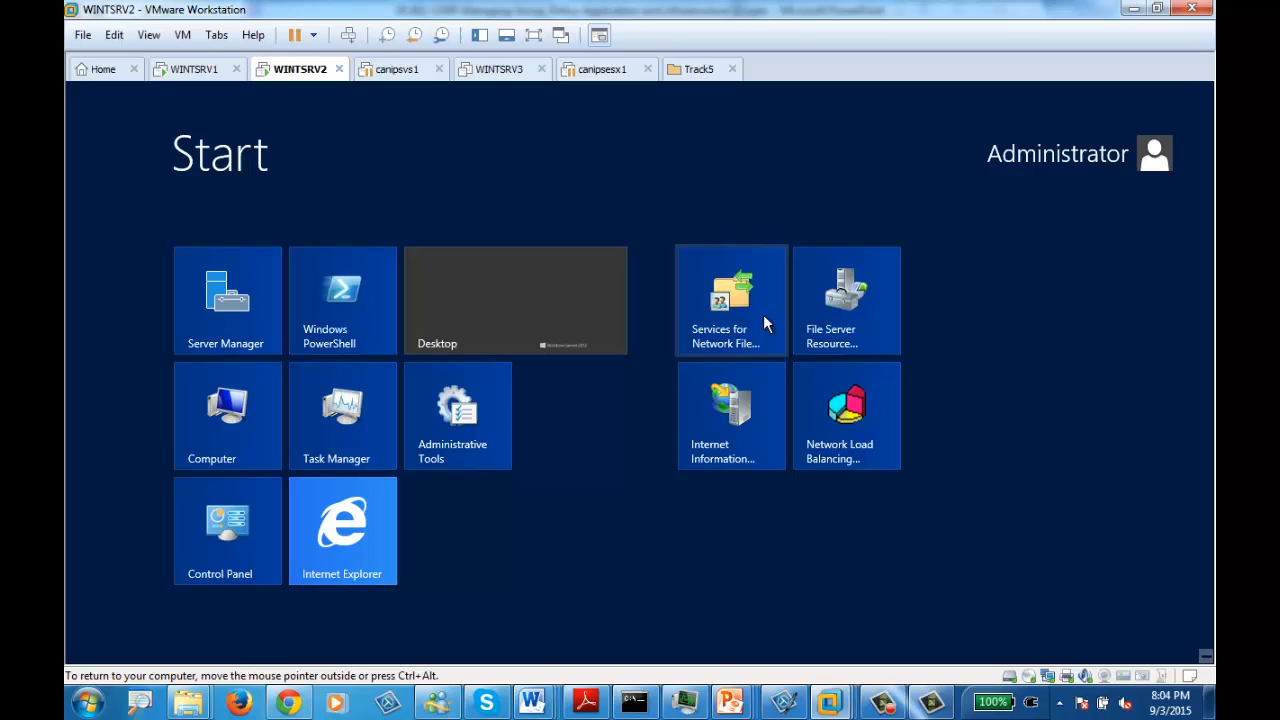 WINTSRV2 - VMware Workstation
File Edit View VM Tabs Help
Home WINTSRV1 WINTSRV2 canipsvs1 WINTSRV3 canipsesx1 Track5
Start
Administrator
Server Manager
Windows
PowerShell
Desktop
Services for
Network File...
File Server
Resource...
Computer
Task Manager
Administrative
Tools
Internet
Information...
Network Load
Balancing...
Control Panel
Internet Explorer
To return to your computer, move the mouse pointer outside or press Ctrl+Alt.
100%
8:04 PM
9/3/2015